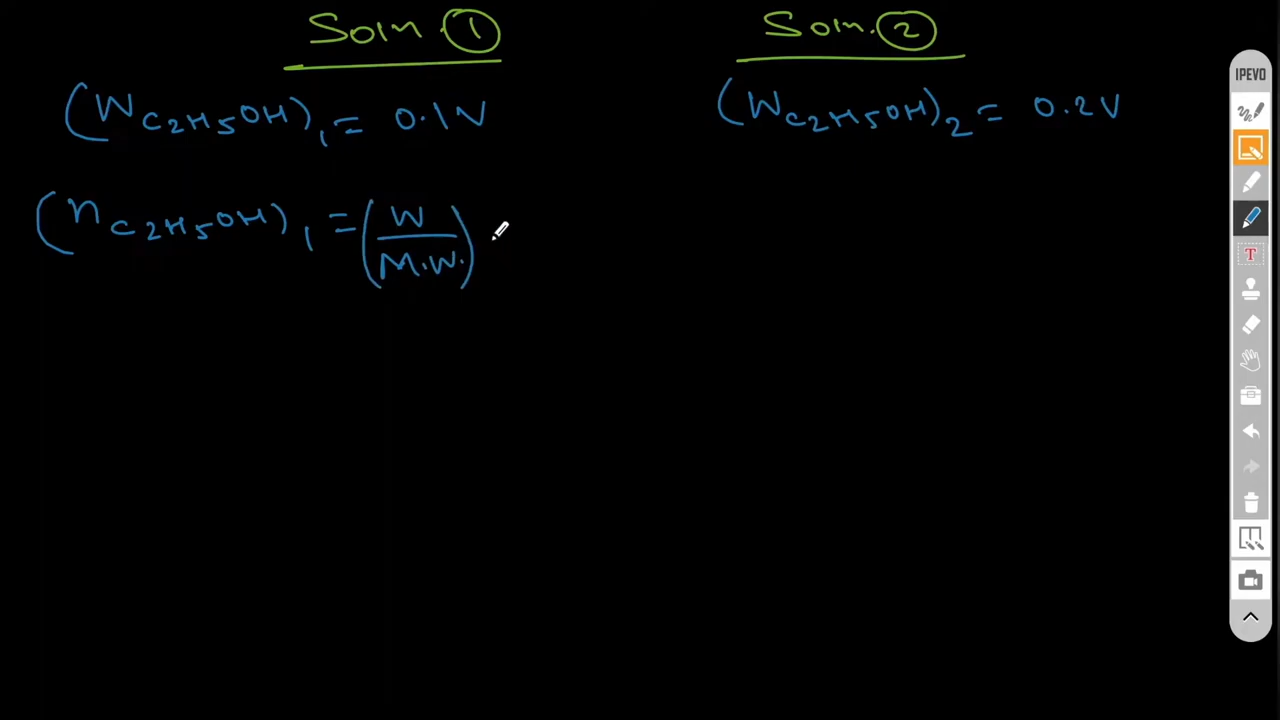 Soln. ①
Soln. ②
(W C2H5OH)1 = 0.1V
(W C2H5OH)2 = 0.2V
(n C2H5OH)1 = (W / M.W.)
IPEVO
T